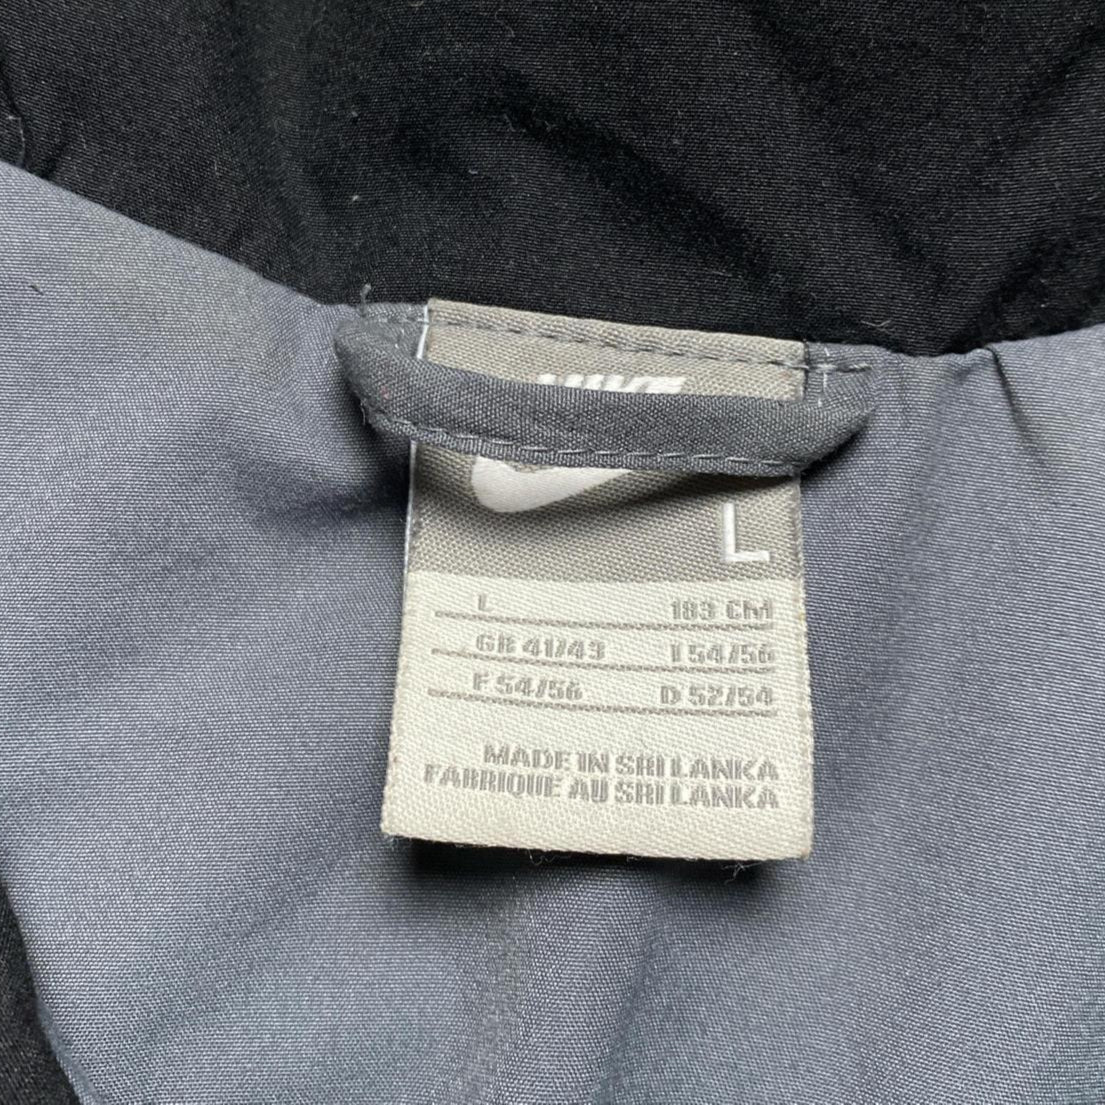 NIKE
L
L 183 CM
GB 41/43 I 54/56
F 54/56 D 52/54
MADE IN SRI LANKA
FABRIQUE AU SRI LANKA